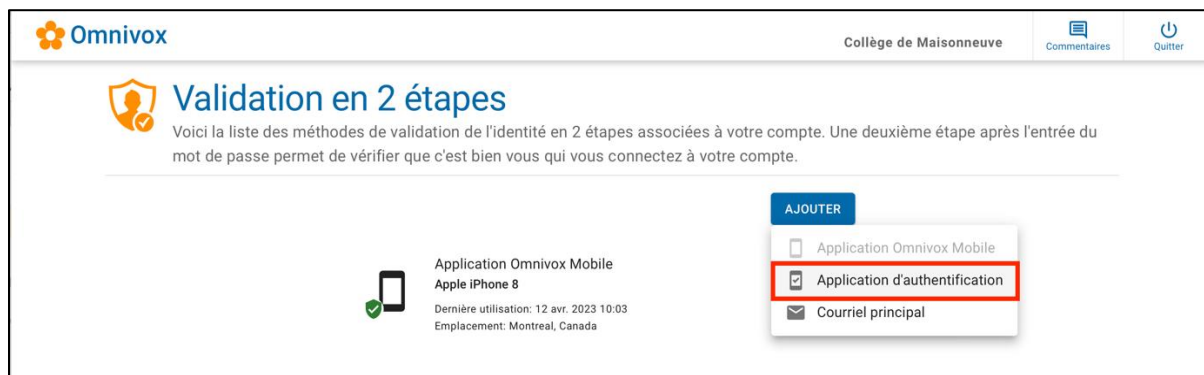 Omnivox
Collège de Maisonneuve
Commentaires
Quitter
Validation en 2 étapes
Voici la liste des méthodes de validation de l'identité en 2 étapes associées à votre compte. Une deuxième étape après l'entrée du
mot de passe permet de vérifier que c'est bien vous qui vous connectez à votre compte.
AJOUTER
Application Omnivox Mobile
Application d'authentification
Courriel principal
Application Omnivox Mobile
Apple iPhone 8
Dernière utilisation: 12 avr. 2023 10:03
Emplacement: Montreal, Canada